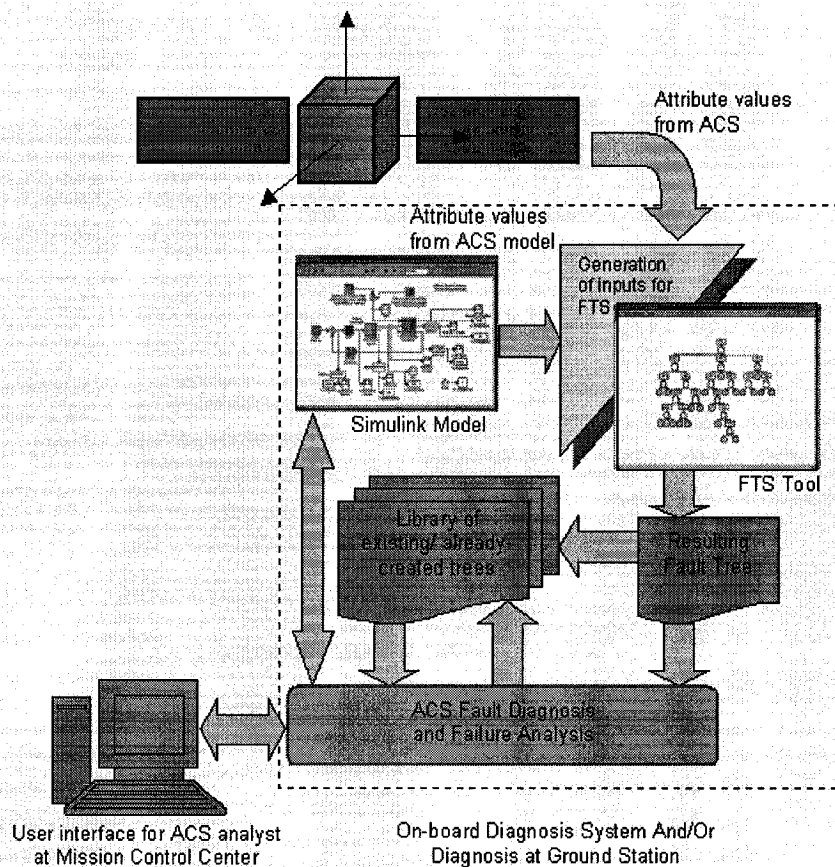 Attribute values
from ACS
Attribute values
from ACS model
Generation
of inputs for
FTS
Simulink Model
FTS Tool
Library of
existing/ already-
created trees
Resulting
Fault Tree
ACS Fault Diagnosis
and Failure Analysis
User interface for ACS analyst
at Mission Control Center
On-board Diagnosis System And/Or
Diagnosis at Ground Station